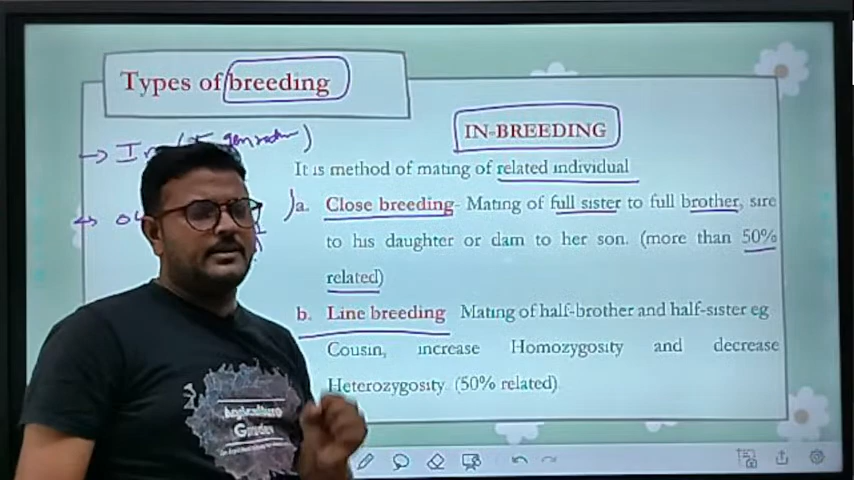 Types of breeding
IN-BREEDING
It is method of mating of related individual
a. Close breeding- Mating of full sister to full brother, sire
to his daughter or dam to her son. (more than 50%
related)
b. Line breeding Mating of half-brother and half-sister eg
Cousin, increase Homozygosity and decrease
Heterozygosity (50% related)
Agriculture
Gurudev